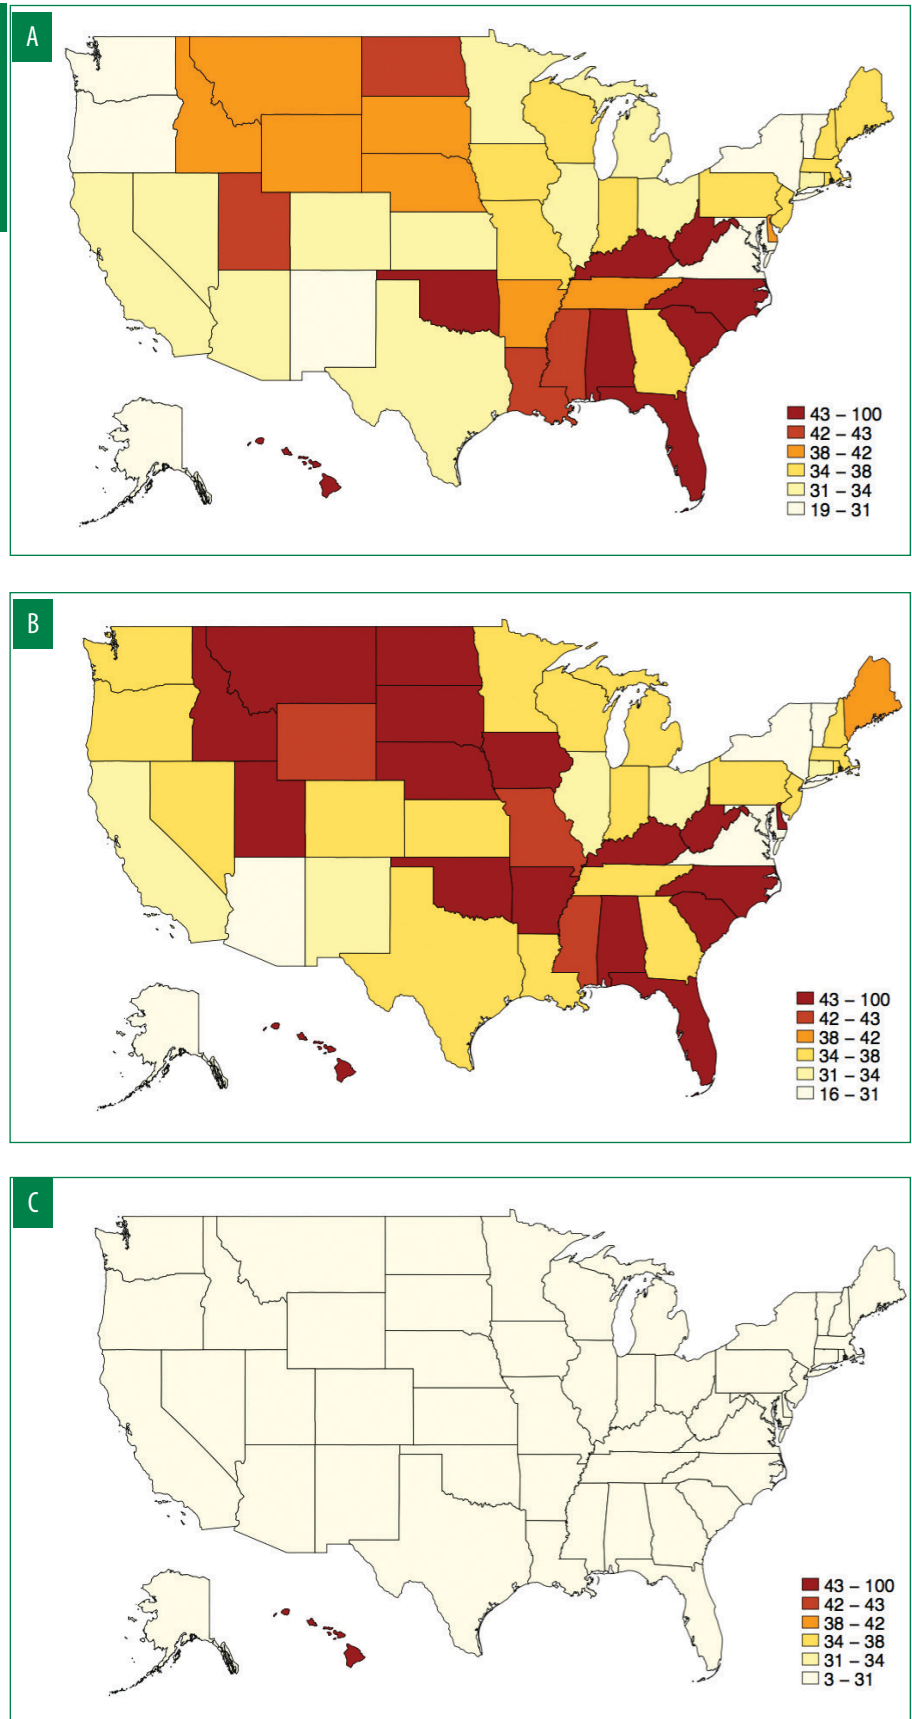 A
43 – 100
42 – 43
38 – 42
34 – 38
31 – 34
19 – 31
B
43 – 100
42 – 43
38 – 42
34 – 38
31 – 34
16 – 31
C
43 – 100
42 – 43
38 – 42
34 – 38
31 – 34
3 – 31